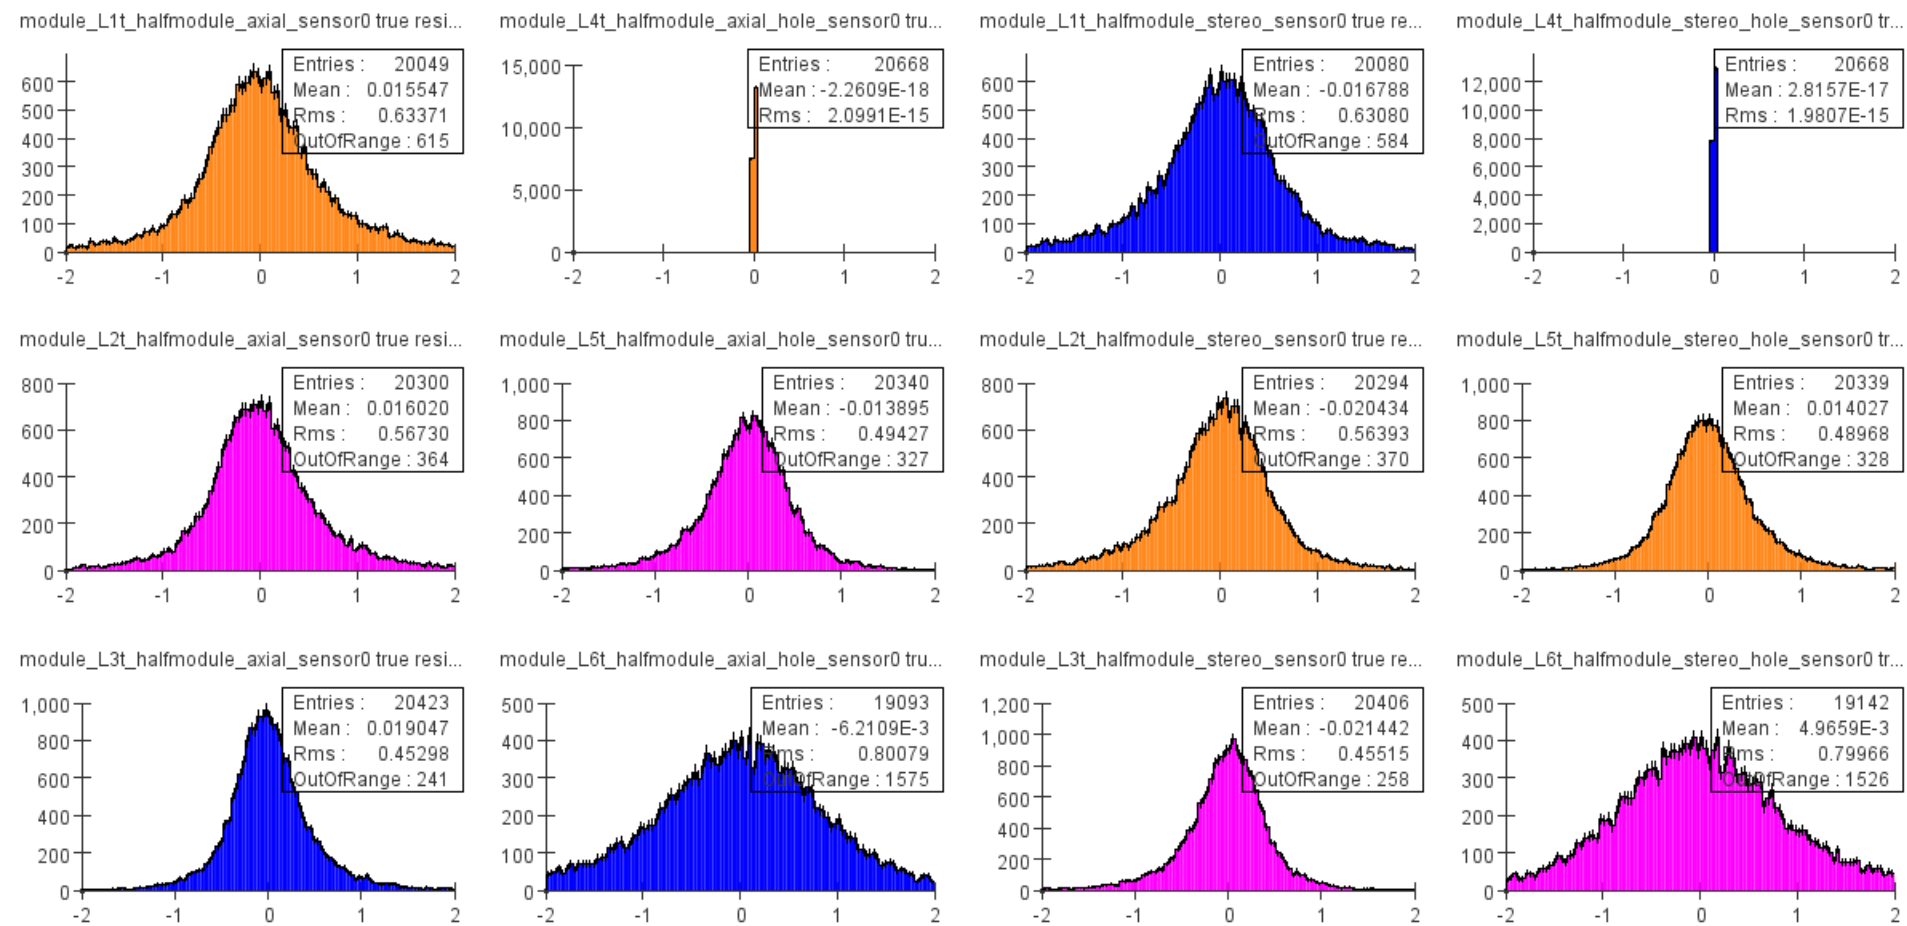 module_L1t_halfmodule_axial_sensor0 true resi...
Entries : 20049
Mean : 0.015547
Rms : 0.63371
OutOfRange : 615
600
500
400
300
200
100
0
-2 -1 0 1 2
module_L4t_halfmodule_axial_hole_sensor0 tru...
Entries : 20668
Mean : -2.2609E-18
Rms : 2.0991E-15
15,000
10,000
5,000
0
-2 -1 0 1 2
module_L1t_halfmodule_stereo_sensor0 true re...
Entries : 20080
Mean : -0.016788
Rms : 0.63080
OutOfRange : 584
600
500
400
300
200
100
0
-2 -1 0 1 2
module_L4t_halfmodule_stereo_hole_sensor0 tr...
Entries : 20668
Mean : 2.8157E-17
Rms : 1.9807E-15
12,000
10,000
8,000
6,000
4,000
2,000
0
-2 -1 0 1 2
module_L2t_halfmodule_axial_sensor0 true resi...
Entries : 20300
Mean : 0.016020
Rms : 0.56730
OutOfRange : 364
800
600
400
200
0
-2 -1 0 1 2
module_L5t_halfmodule_axial_hole_sensor0 tru...
Entries : 20340
Mean : -0.013895
Rms : 0.49427
OutOfRange : 327
1,000
800
600
400
200
0
-2 -1 0 1 2
module_L2t_halfmodule_stereo_sensor0 true re...
Entries : 20294
Mean : -0.020434
Rms : 0.56393
OutOfRange : 370
800
600
400
200
0
-2 -1 0 1 2
module_L5t_halfmodule_stereo_hole_sensor0 tr...
Entries : 20339
Mean : 0.014027
Rms : 0.48968
OutOfRange : 328
1,000
800
600
400
200
0
-2 -1 0 1 2
module_L3t_halfmodule_axial_sensor0 true resi...
Entries : 20423
Mean : 0.019047
Rms : 0.45298
OutOfRange : 241
1,000
800
600
400
200
0
-2 -1 0 1 2
module_L6t_halfmodule_axial_hole_sensor0 tru...
Entries : 19093
Mean : -6.2109E-3
Rms : 0.80079
OutOfRange : 1575
500
400
300
200
100
0
-2 -1 0 1 2
module_L3t_halfmodule_stereo_sensor0 true re...
Entries : 20406
Mean : -0.021442
Rms : 0.45515
OutOfRange : 258
1,200
1,000
800
600
400
200
0
-2 -1 0 1 2
module_L6t_halfmodule_stereo_hole_sensor0 tr...
Entries : 19142
Mean : 4.9659E-3
Rms : 0.79966
OutOfRange : 1526
500
400
300
200
100
0
-2 -1 0 1 2